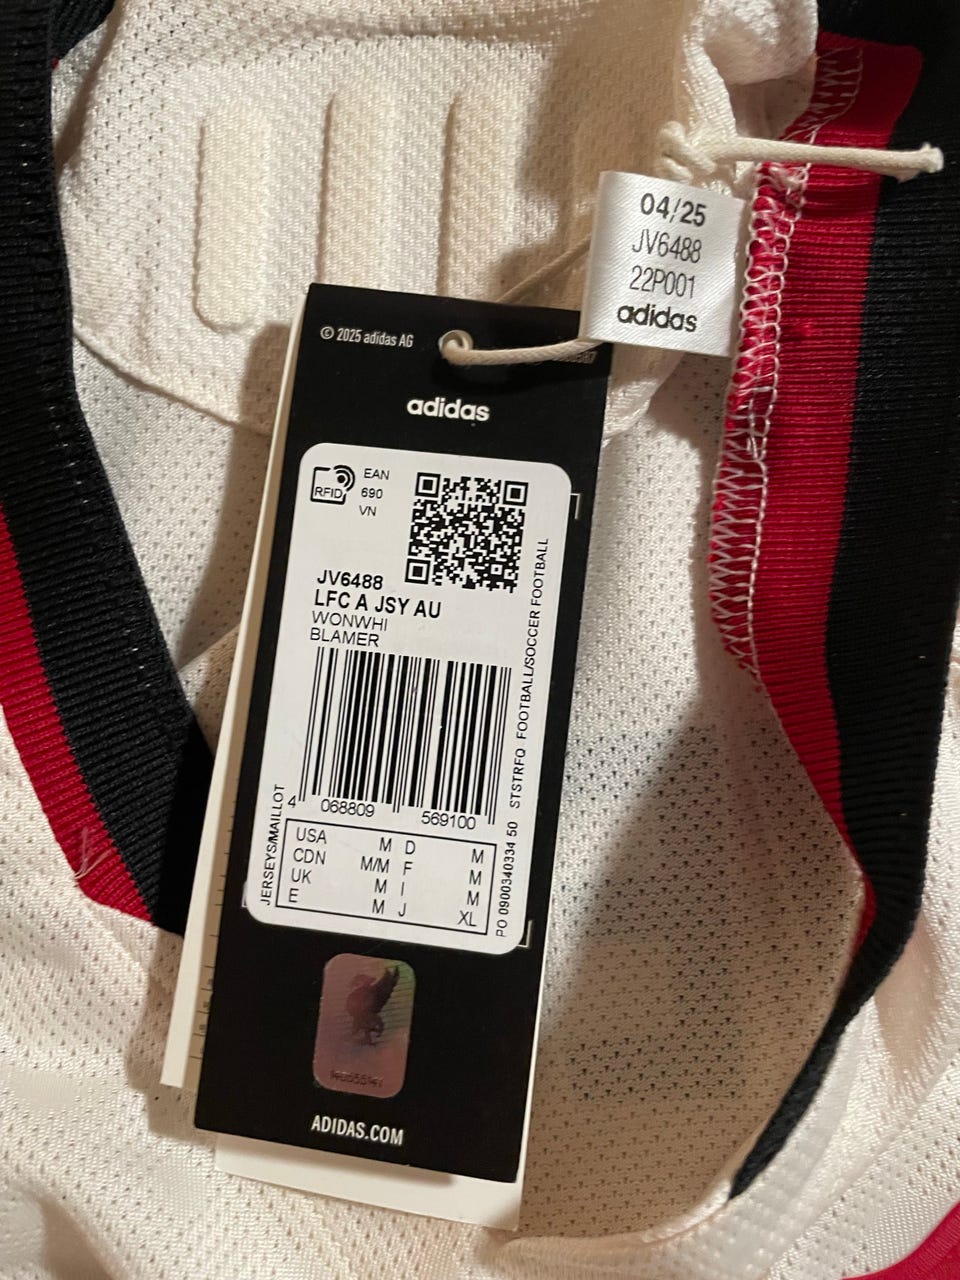 04/25
JV6488
22P001
adidas
© 2025 adidas AG
adidas
RFID
EAN
690
VN
JV6488
LFC A JSY AU
WONWHI
BLAMER
4 068809 569100
JERSEYS/MAILLOT
USA M D M
CDN M/M F M
UK M I M
E M J XL
PO 0900340334 50 STSTRFQ FOOTBALL/SOCCER FOOTBALL
ADIDAS.COM